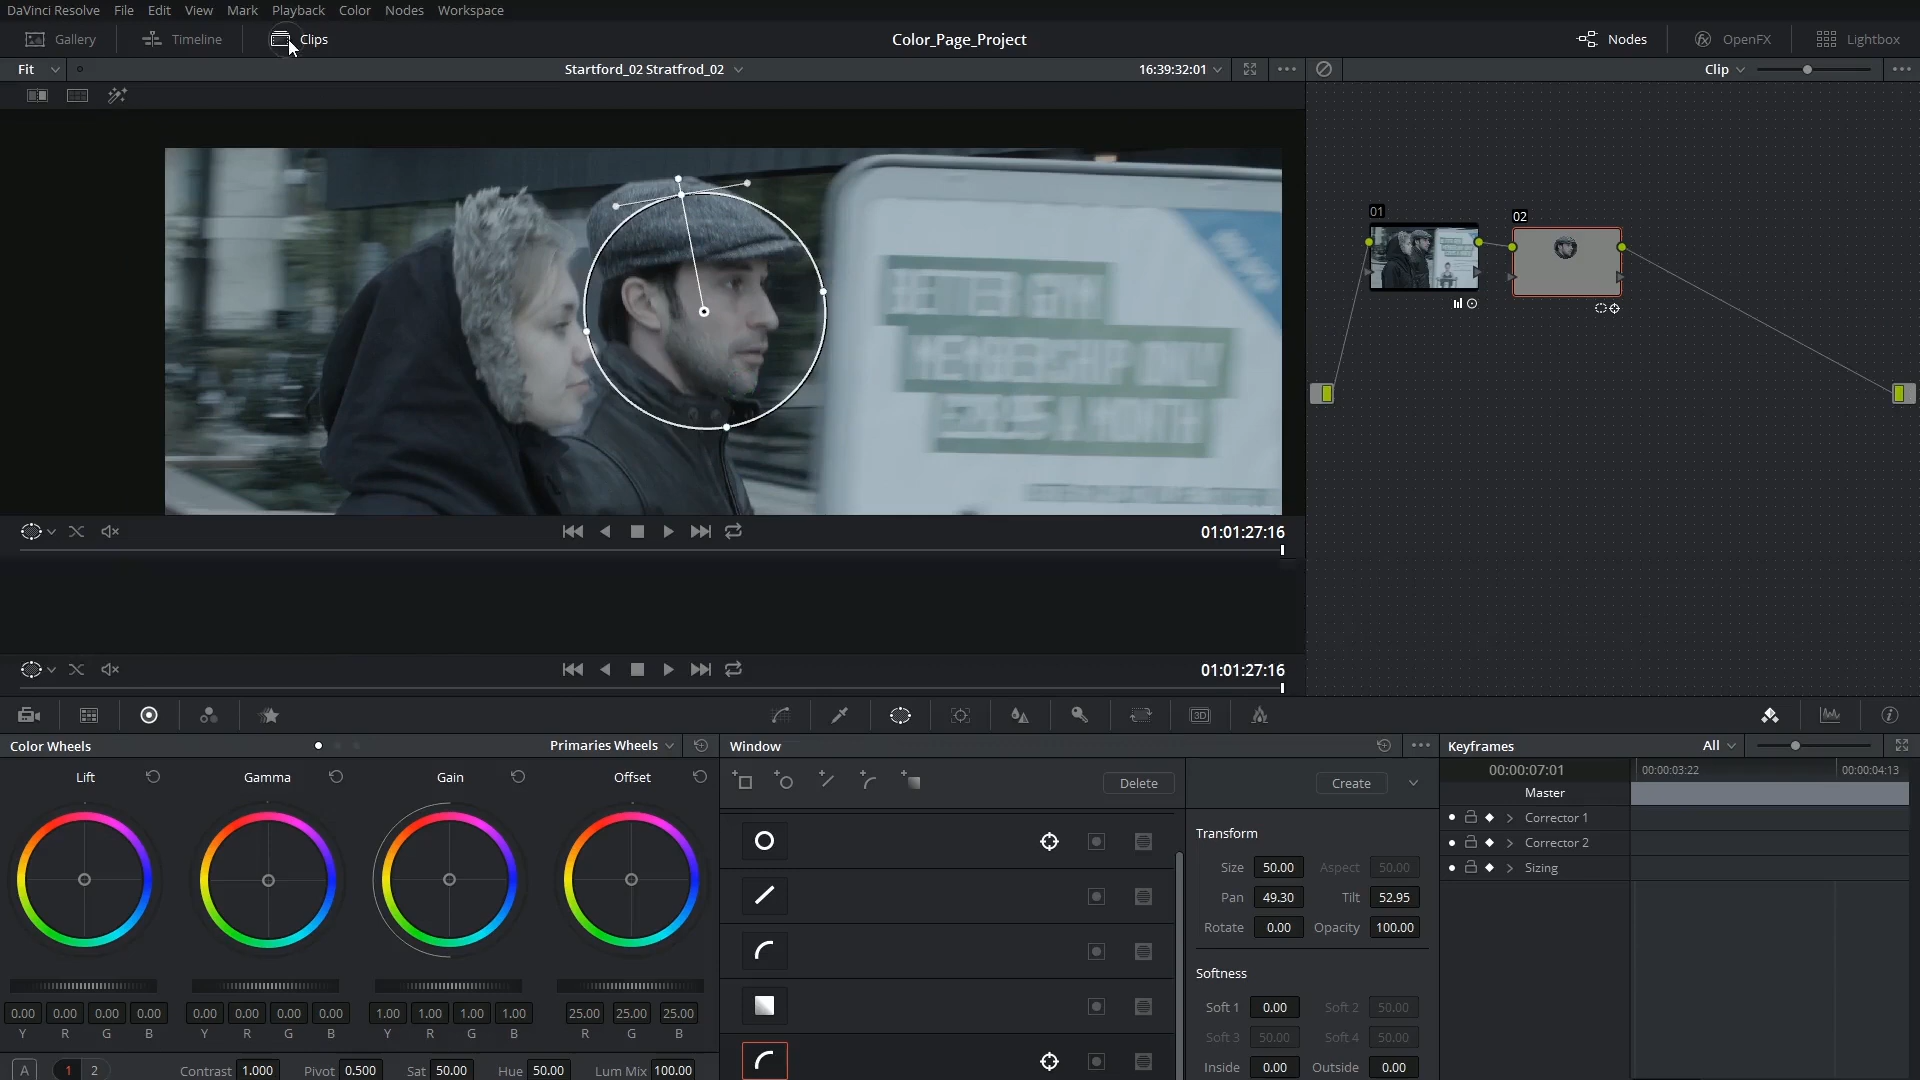 DaVinci Resolve File Edit View Mark Playback Color Nodes Workspace
Gallery Timeline Clips Color_Page_Project Nodes OpenFX Lightbox
Fit Startford_02 Stratfrod_02 16:39:32:01 Clip
MEMBERSHIP ONLY
A MONTH
01 02
01:01:27:16
01:01:27:16
3D
Color Wheels Primaries Wheels Window Keyframes All
Lift Gamma Gain Offset Delete Create 00:00:07:01 00:00:03:22 00:00:04:13
Master
Transform Corrector 1
Size 50.00 Aspect 50.00 Corrector 2
Pan 49.30 Tilt 52.95 Sizing
Rotate 0.00 Opacity 100.00
Softness
0.00 0.00 0.00 0.00 0.00 0.00 0.00 0.00 1.00 1.00 1.00 1.00 25.00 25.00 25.00 Soft 1 0.00 Soft 2 50.00
Y R G B Y R G B Y R G B R G B Soft 3 50.00 Soft 4 50.00
A 1 2 Contrast 1.000 Pivot 0.500 Sat 50.00 Hue 50.00 Lum Mix 100.00 Inside 0.00 Outside 0.00